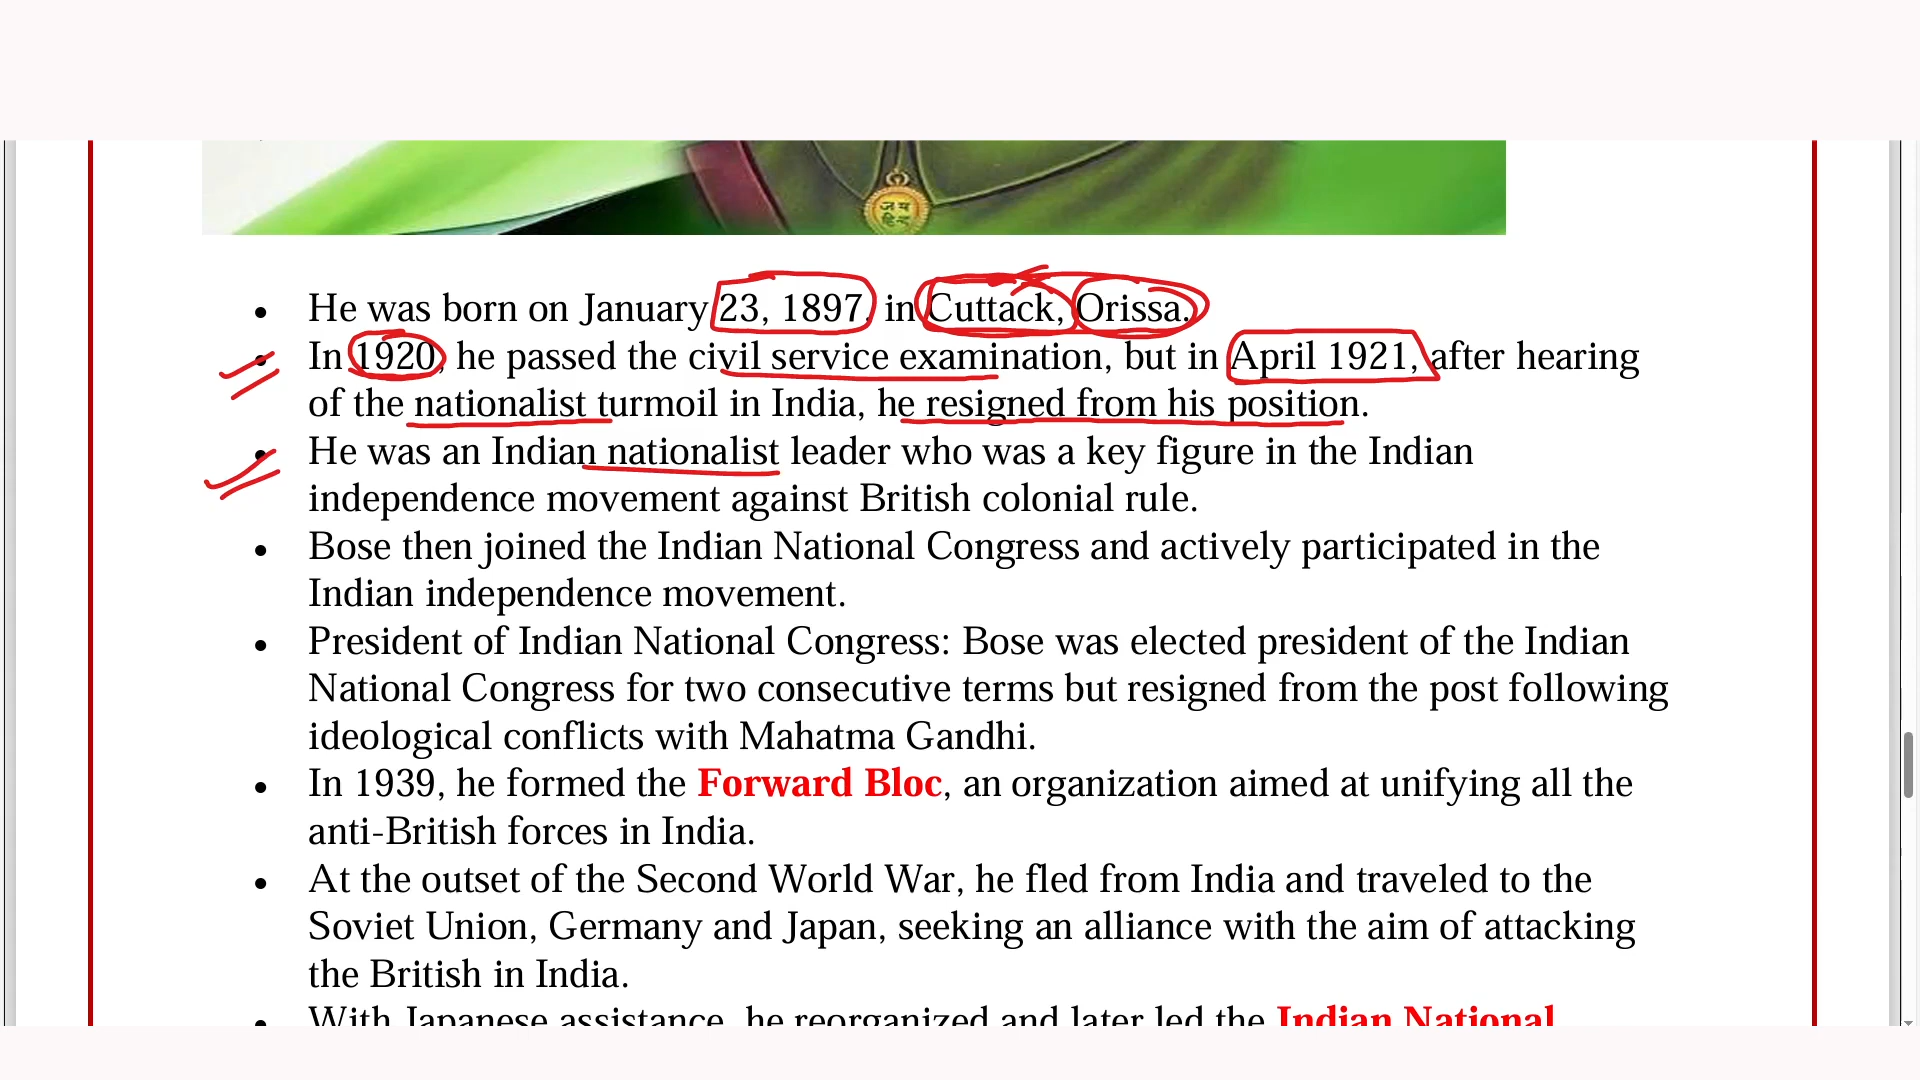 जय
हिन्द
• He was born on January 23, 1897, in Cuttack, Orissa.
• In 1920, he passed the civil service examination, but in April 1921, after hearing
of the nationalist turmoil in India, he resigned from his position.
• He was an Indian nationalist leader who was a key figure in the Indian
independence movement against British colonial rule.
• Bose then joined the Indian National Congress and actively participated in the
Indian independence movement.
• President of Indian National Congress: Bose was elected president of the Indian
National Congress for two consecutive terms but resigned from the post following
ideological conflicts with Mahatma Gandhi.
• In 1939, he formed the Forward Bloc, an organization aimed at unifying all the
anti-British forces in India.
• At the outset of the Second World War, he fled from India and traveled to the
Soviet Union, Germany and Japan, seeking an alliance with the aim of attacking
the British in India.
• With Japanese assistance, he reorganized and later led the Indian National